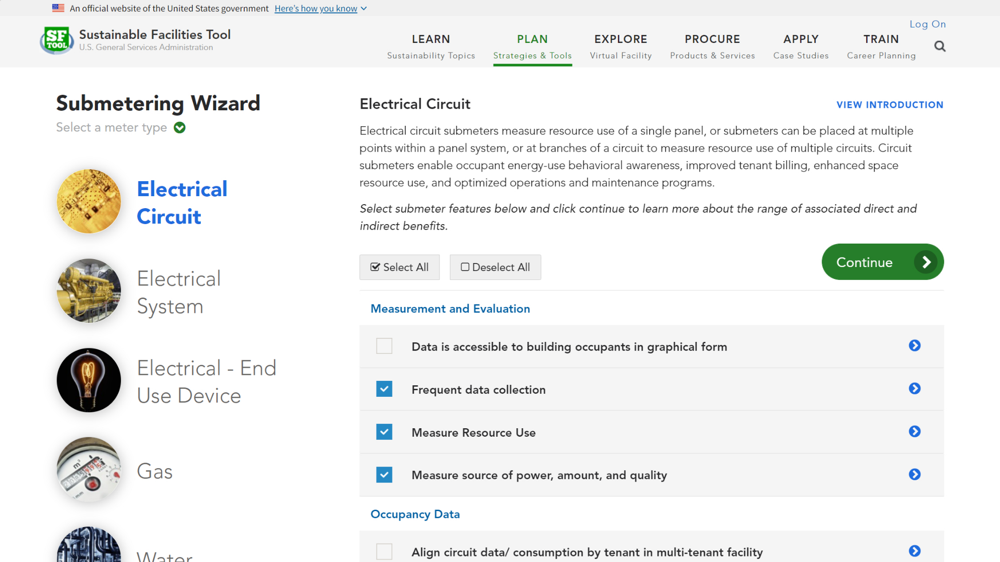 An official website of the United States government Here's how you know
SF TOOL
Sustainable Facilities Tool
U.S. General Services Administration
Log On
LEARN
Sustainability Topics
PLAN
Strategies & Tools
EXPLORE
Virtual Facility
PROCURE
Products & Services
APPLY
Case Studies
TRAIN
Career Planning
Submetering Wizard
Select a meter type
Electrical
Circuit
Electrical
System
Electrical - End
Use Device
Gas
Water
Electrical Circuit
VIEW INTRODUCTION
Electrical circuit submeters measure resource use of a single panel, or submeters can be placed at multiple
points within a panel system, or at branches of a circuit to measure resource use of multiple circuits. Circuit
submeters enable occupant energy-use behavioral awareness, improved tenant billing, enhanced space
resource use, and optimized operations and maintenance programs.
Select submeter features below and click continue to learn more about the range of associated direct and
indirect benefits.
Select All
Deselect All
Continue
Measurement and Evaluation
Data is accessible to building occupants in graphical form
Frequent data collection
Measure Resource Use
Measure source of power, amount, and quality
Occupancy Data
Align circuit data/ consumption by tenant in multi-tenant facility